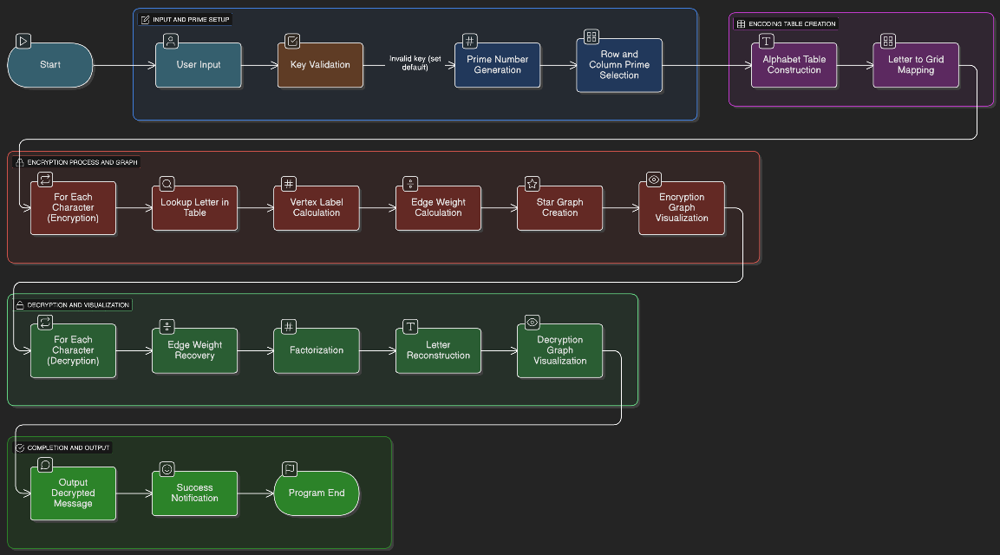 INPUT AND PRIME SETUP
ENCODING TABLE CREATION
Start
User Input
Key Validation
Invalid key (set
default)
Prime Number
Generation
Row and
Column Prime
Selection
Alphabet Table
Construction
Letter to Grid
Mapping
ENCRYPTION PROCESS AND GRAPH
For Each
Character
(Encryption)
Lookup Letter in
Table
Vertex Label
Calculation
Edge Weight
Calculation
Star Graph
Creation
Encryption
Graph
Visualization
DECRYPTION AND VISUALIZATION
For Each
Character
(Decryption)
Edge Weight
Recovery
Factorization
Letter
Reconstruction
Decryption
Graph
Visualization
COMPLETION AND OUTPUT
Output
Decrypted
Message
Success
Notification
Program End